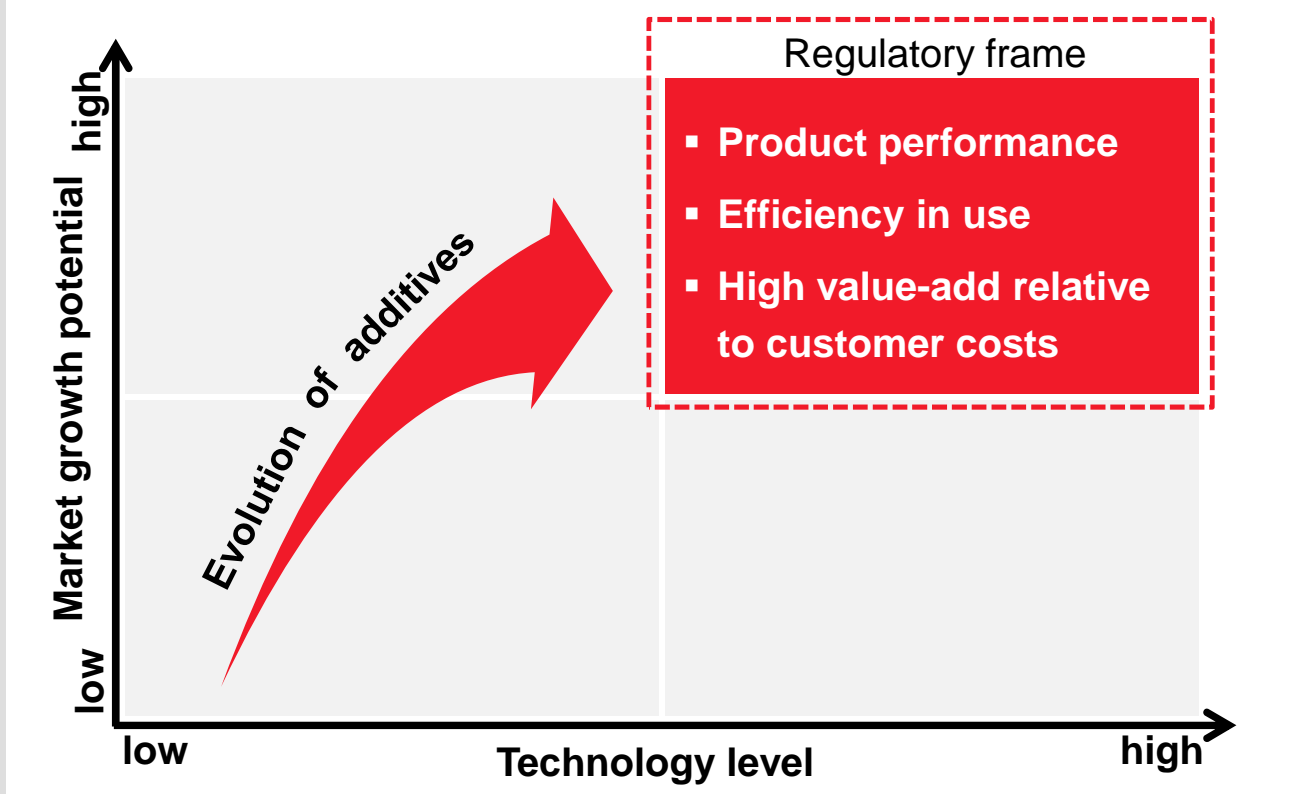 Regulatory frame
▪ Product performance
▪ Efficiency in use
▪ High value-add relative
to customer costs
Evolution of additives
high
Market growth potential
low
low
Technology level
high